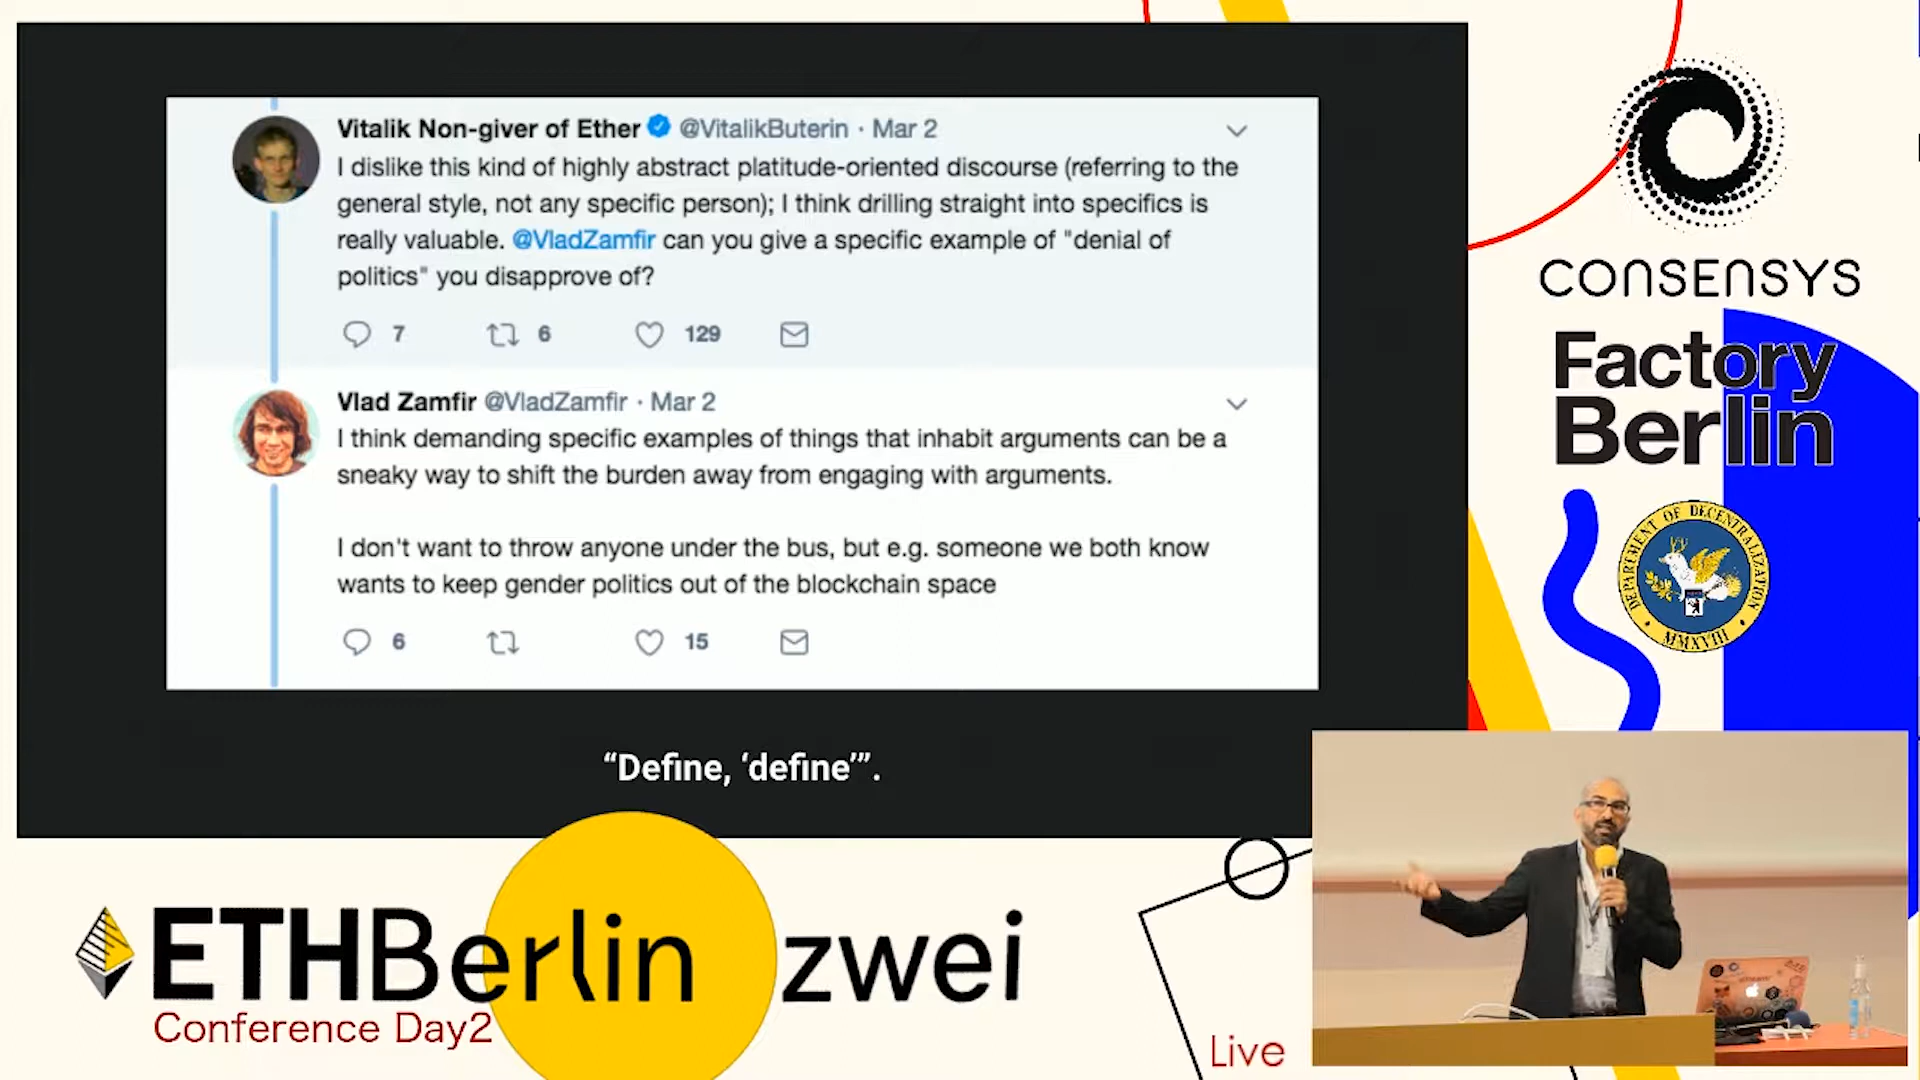 Vitalik Non-giver of Ether @VitalikButerin · Mar 2
I dislike this kind of highly abstract platitude-oriented discourse (referring to the
general style, not any specific person); I think drilling straight into specifics is
really valuable. @VladZamfir can you give a specific example of "denial of
politics" you disapprove of?
7 6 129
Vlad Zamfir @VladZamfir · Mar 2
I think demanding specific examples of things that inhabit arguments can be a
sneaky way to shift the burden away from engaging with arguments.
I don't want to throw anyone under the bus, but e.g. someone we both know
wants to keep gender politics out of the blockchain space
6 15
“Define, ‘define’”.
CONSENSYS
Factory
Berlin
DEPARTMENT OF DECENTRALIZATION
MMXVIII
ETHBerlin zwei
Conference Day2
Live